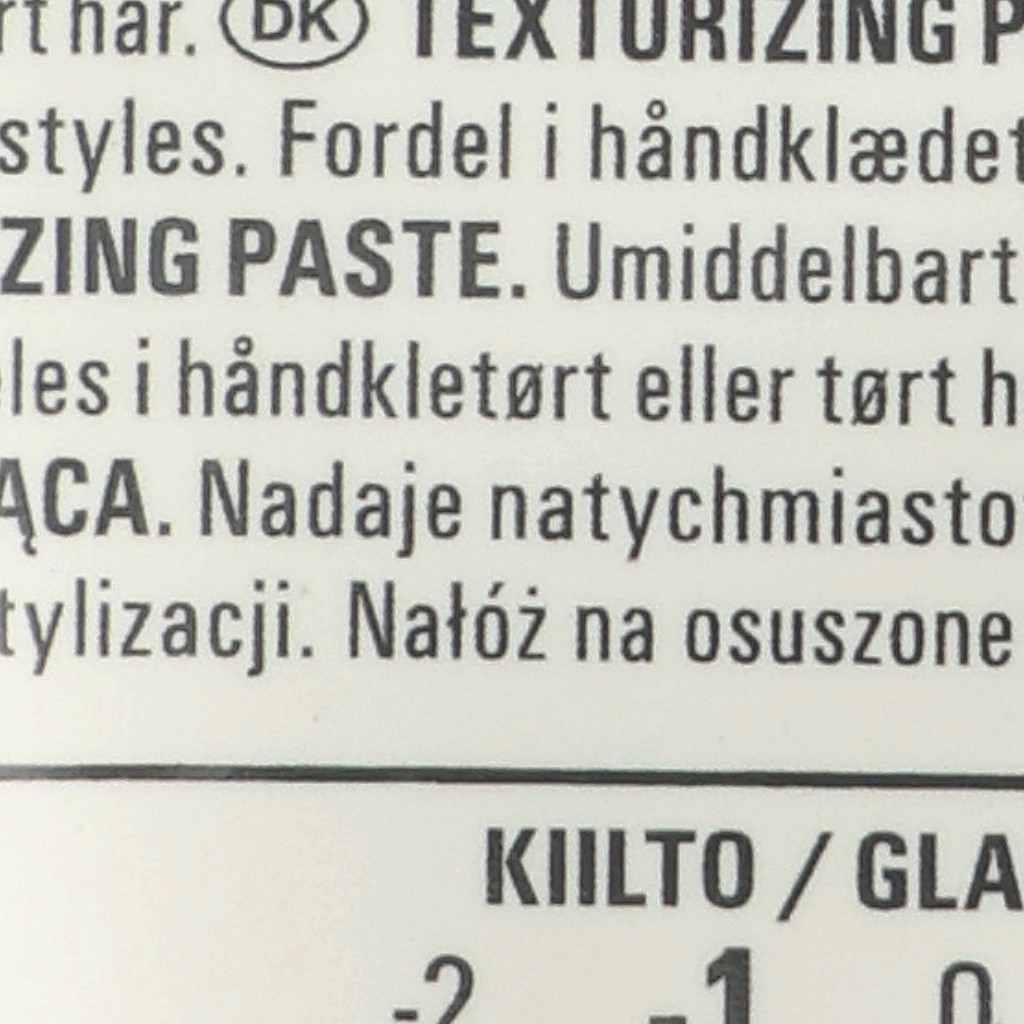 rt hår. DK TEXTURIZING P
styles. Fordel i håndklædet
ZING PASTE. Umiddelbart
les i håndkletørt eller tørt h
ĄCA. Nadaje natychmiasto
tylizacji. Nałóż na osuszone
KIILTO / GLA
-2 -1 0